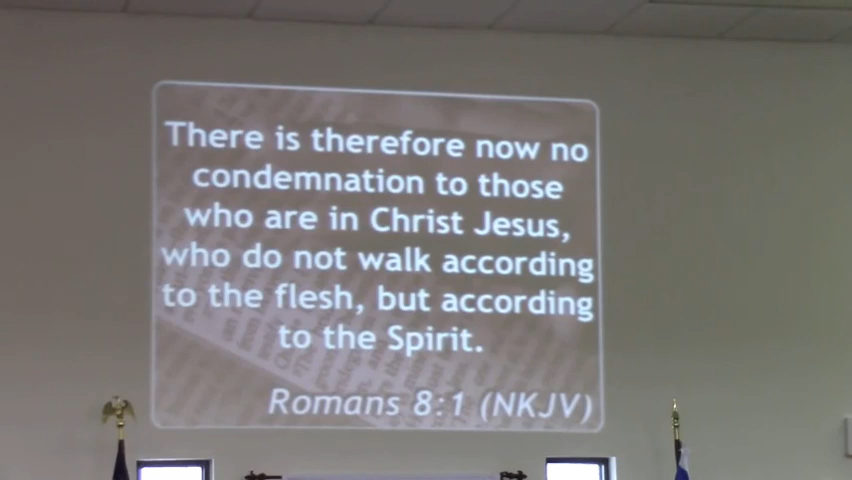 There is therefore now no
condemnation to those
who are in Christ Jesus,
who do not walk according
to the flesh, but according
to the Spirit.
Romans 8:1 (NKJV)